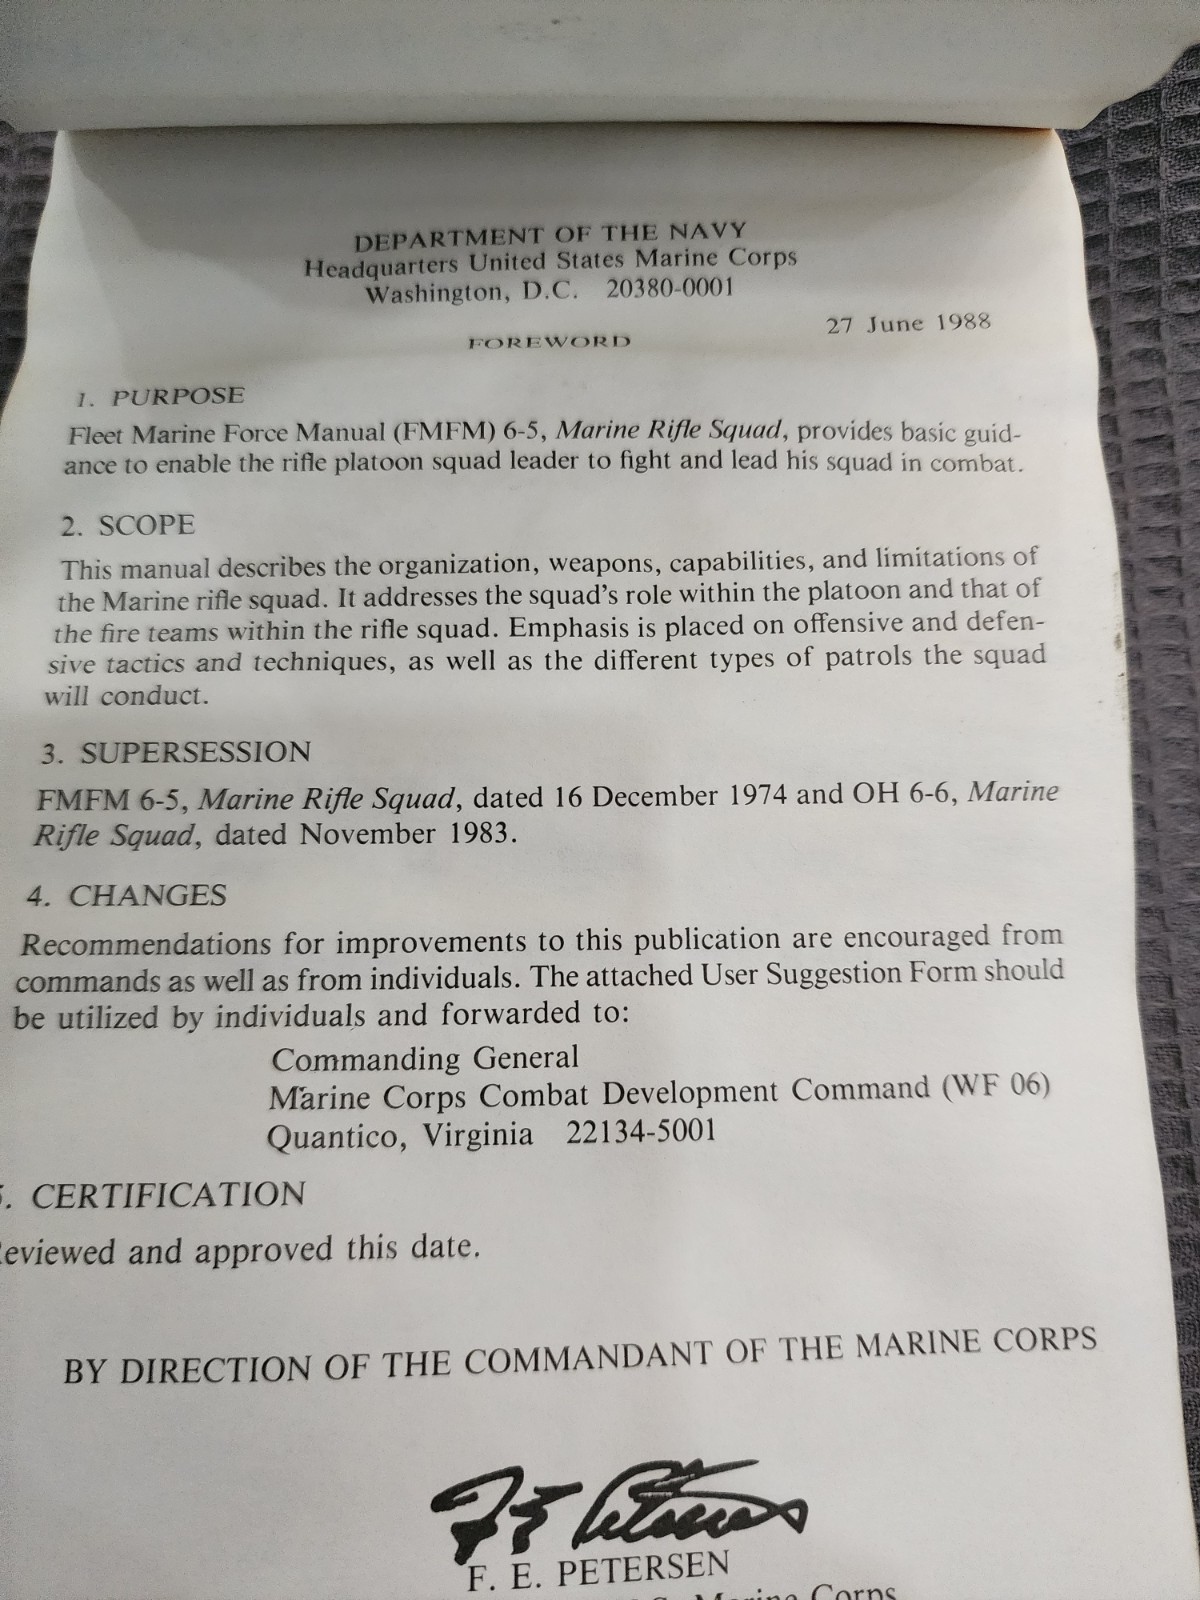 DEPARTMENT OF THE NAVY
Headquarters United States Marine Corps
Washington, D.C. 20380-0001
27 June 1988
FOREWORD
1. PURPOSE
Fleet Marine Force Manual (FMFM) 6-5, Marine Rifle Squad, provides basic guid-
ance to enable the rifle platoon squad leader to fight and lead his squad in combat.
2. SCOPE
This manual describes the organization, weapons, capabilities, and limitations of
the Marine rifle squad. It addresses the squad's role within the platoon and that of
the fire teams within the rifle squad. Emphasis is placed on offensive and defen-
sive tactics and techniques, as well as the different types of patrols the squad
will conduct.
3. SUPERSESSION
FMFM 6-5, Marine Rifle Squad, dated 16 December 1974 and OH 6-6, Marine
Rifle Squad, dated November 1983.
4. CHANGES
Recommendations for improvements to this publication are encouraged from
commands as well as from individuals. The attached User Suggestion Form should
be utilized by individuals and forwarded to:
Commanding General
Marine Corps Combat Development Command (WF 06)
Quantico, Virginia 22134-5001
5. CERTIFICATION
eviewed and approved this date.
BY DIRECTION OF THE COMMANDANT OF THE MARINE CORPS
F E Petersen
F. E. PETERSEN
Marine Corps